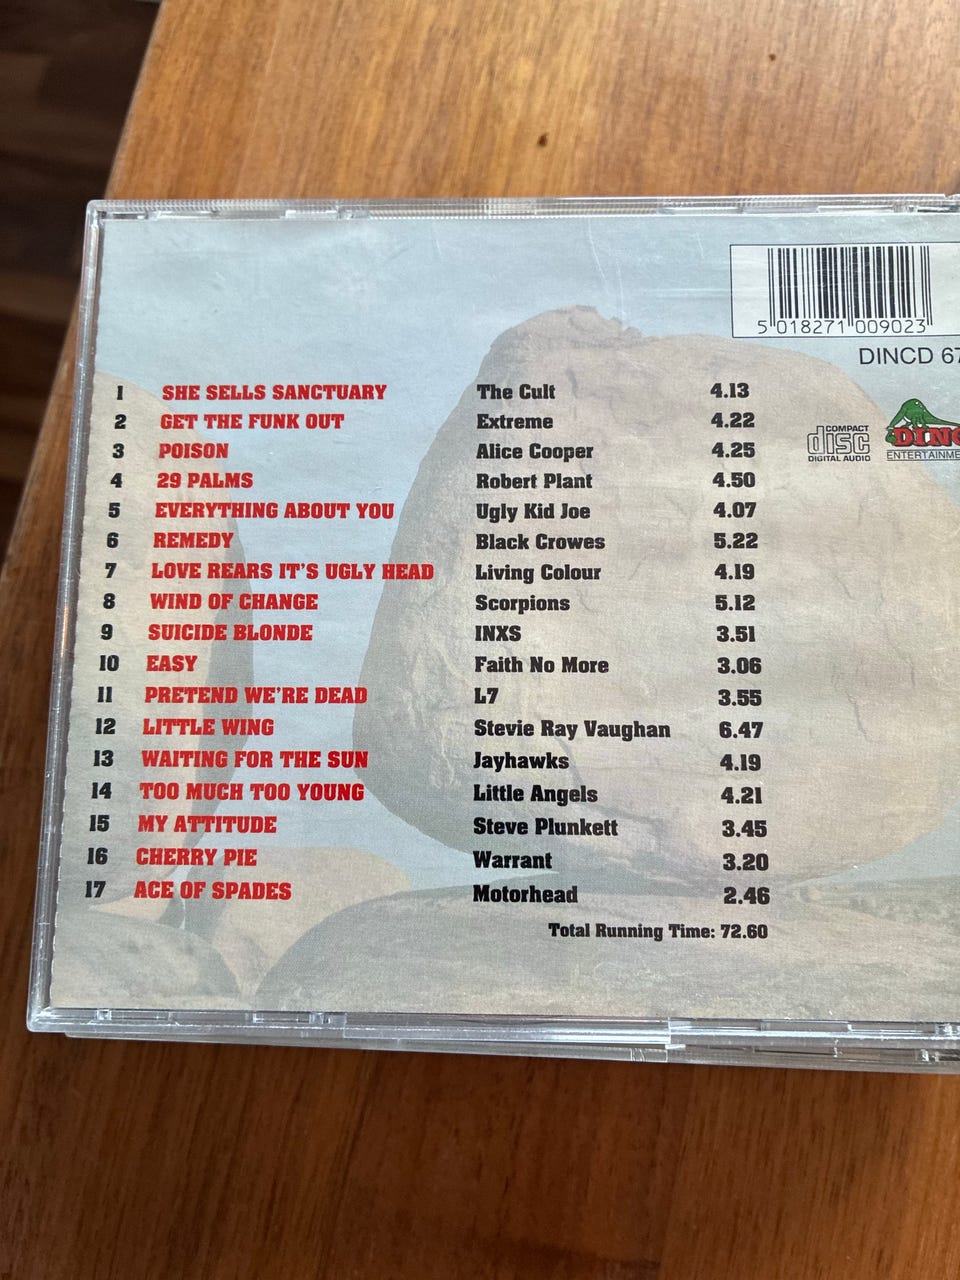 5 018271 009023
DINCD 67
COMPACT
disc
DIGITAL AUDIO
DINO
ENTERTAINME
1 SHE SELLS SANCTUARY The Cult 4.13
2 GET THE FUNK OUT Extreme 4.22
3 POISON Alice Cooper 4.25
4 29 PALMS Robert Plant 4.50
5 EVERYTHING ABOUT YOU Ugly Kid Joe 4.07
6 REMEDY Black Crowes 5.22
7 LOVE REARS IT'S UGLY HEAD Living Colour 4.19
8 WIND OF CHANGE Scorpions 5.12
9 SUICIDE BLONDE INXS 3.51
10 EASY Faith No More 3.06
11 PRETEND WE'RE DEAD L7 3.55
12 LITTLE WING Stevie Ray Vaughan 6.47
13 WAITING FOR THE SUN Jayhawks 4.19
14 TOO MUCH TOO YOUNG Little Angels 4.21
15 MY ATTITUDE Steve Plunkett 3.45
16 CHERRY PIE Warrant 3.20
17 ACE OF SPADES Motorhead 2.46
Total Running Time: 72.60